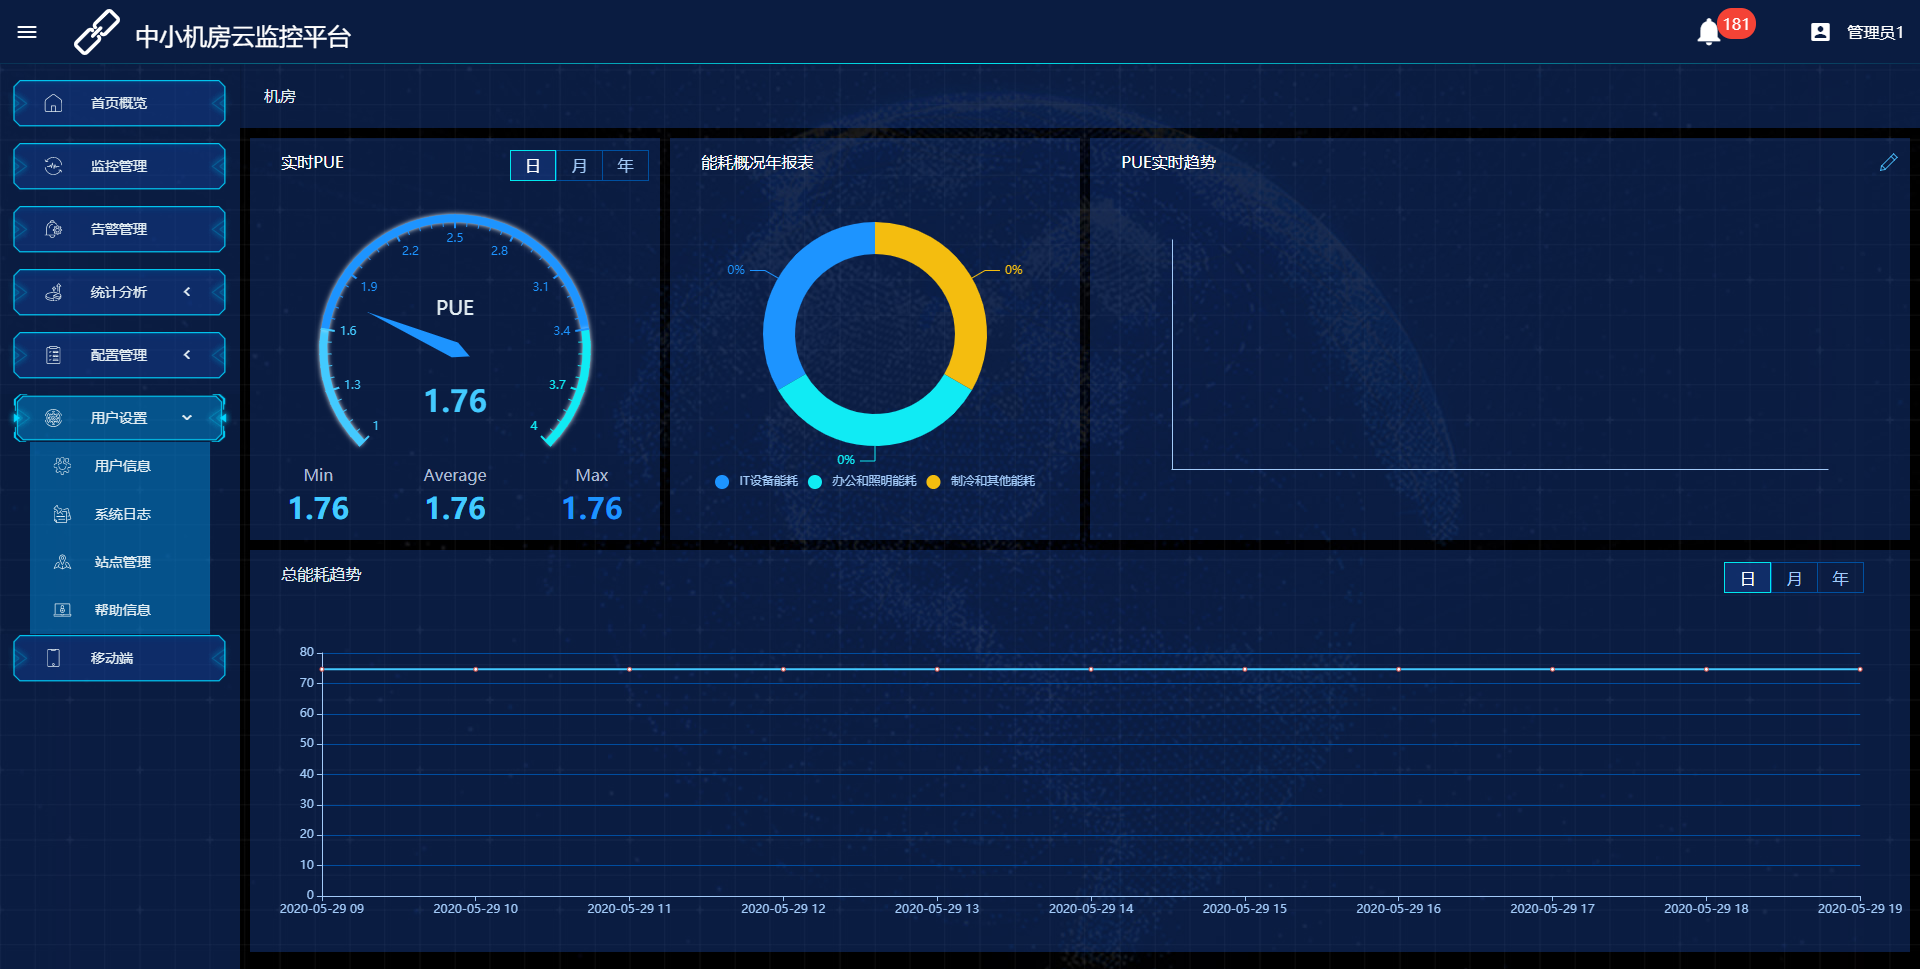 中小机房云监控平台
181
管理员1
首页概览
监控管理
告警管理
统计分析
配置管理
用户设置
用户信息
系统日志
站点管理
帮助信息
移动端
机房
实时PUE
日 月 年
2.5
2.2 2.8
1.9 3.1
PUE
1.6 3.4
1.3 3.7
1.76
1 4
Min Average Max
1.76 1.76 1.76
能耗概况年报表
0% 0%
0%
IT设备能耗 办公和照明能耗 制冷和其他能耗
PUE实时趋势
总能耗趋势
日 月 年
80
70
60
50
40
30
20
10
0
2020-05-29 09 2020-05-29 10 2020-05-29 11 2020-05-29 12 2020-05-29 13 2020-05-29 14 2020-05-29 15 2020-05-29 16 2020-05-29 17 2020-05-29 18 2020-05-29 19